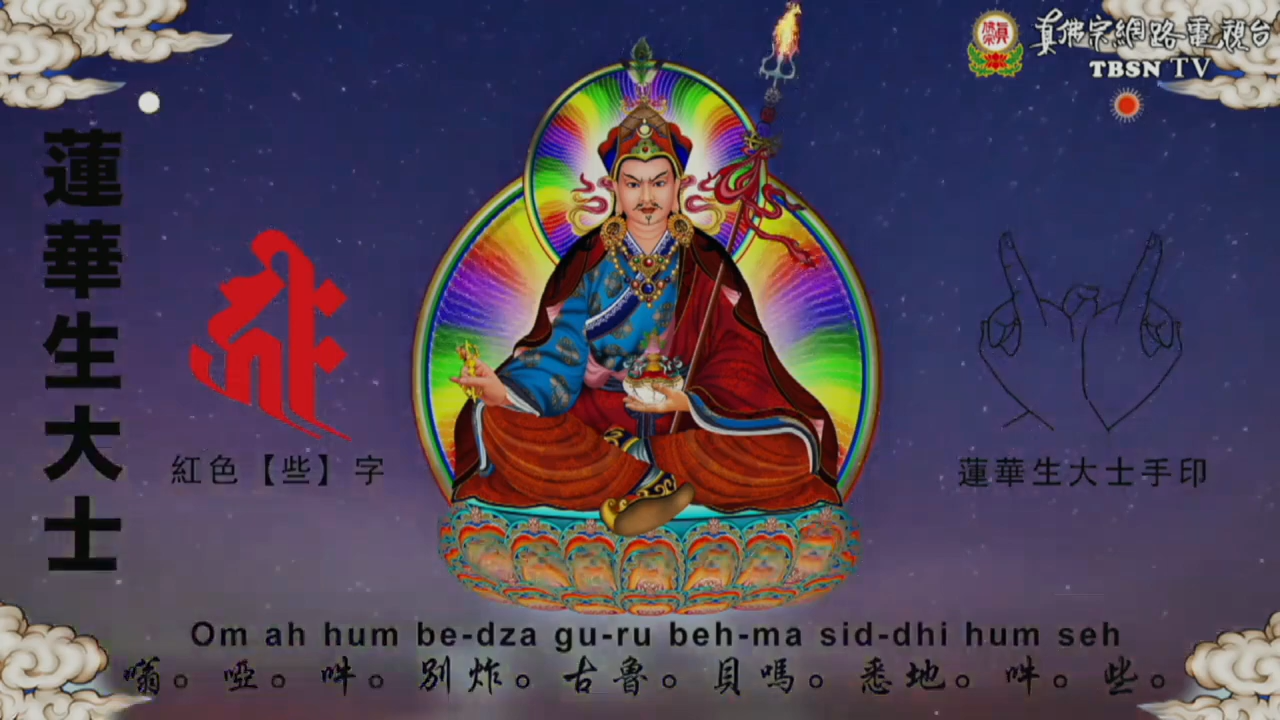 真佛宗網路電視台
TBSN TV
蓮華生大士
紅色【些】字
蓮華生大士手印
Om ah hum be-dza gu-ru beh-ma sid-dhi hum seh
嗡。啞。吽。別炸。古魯。貝嗎。悉地。吽。些。